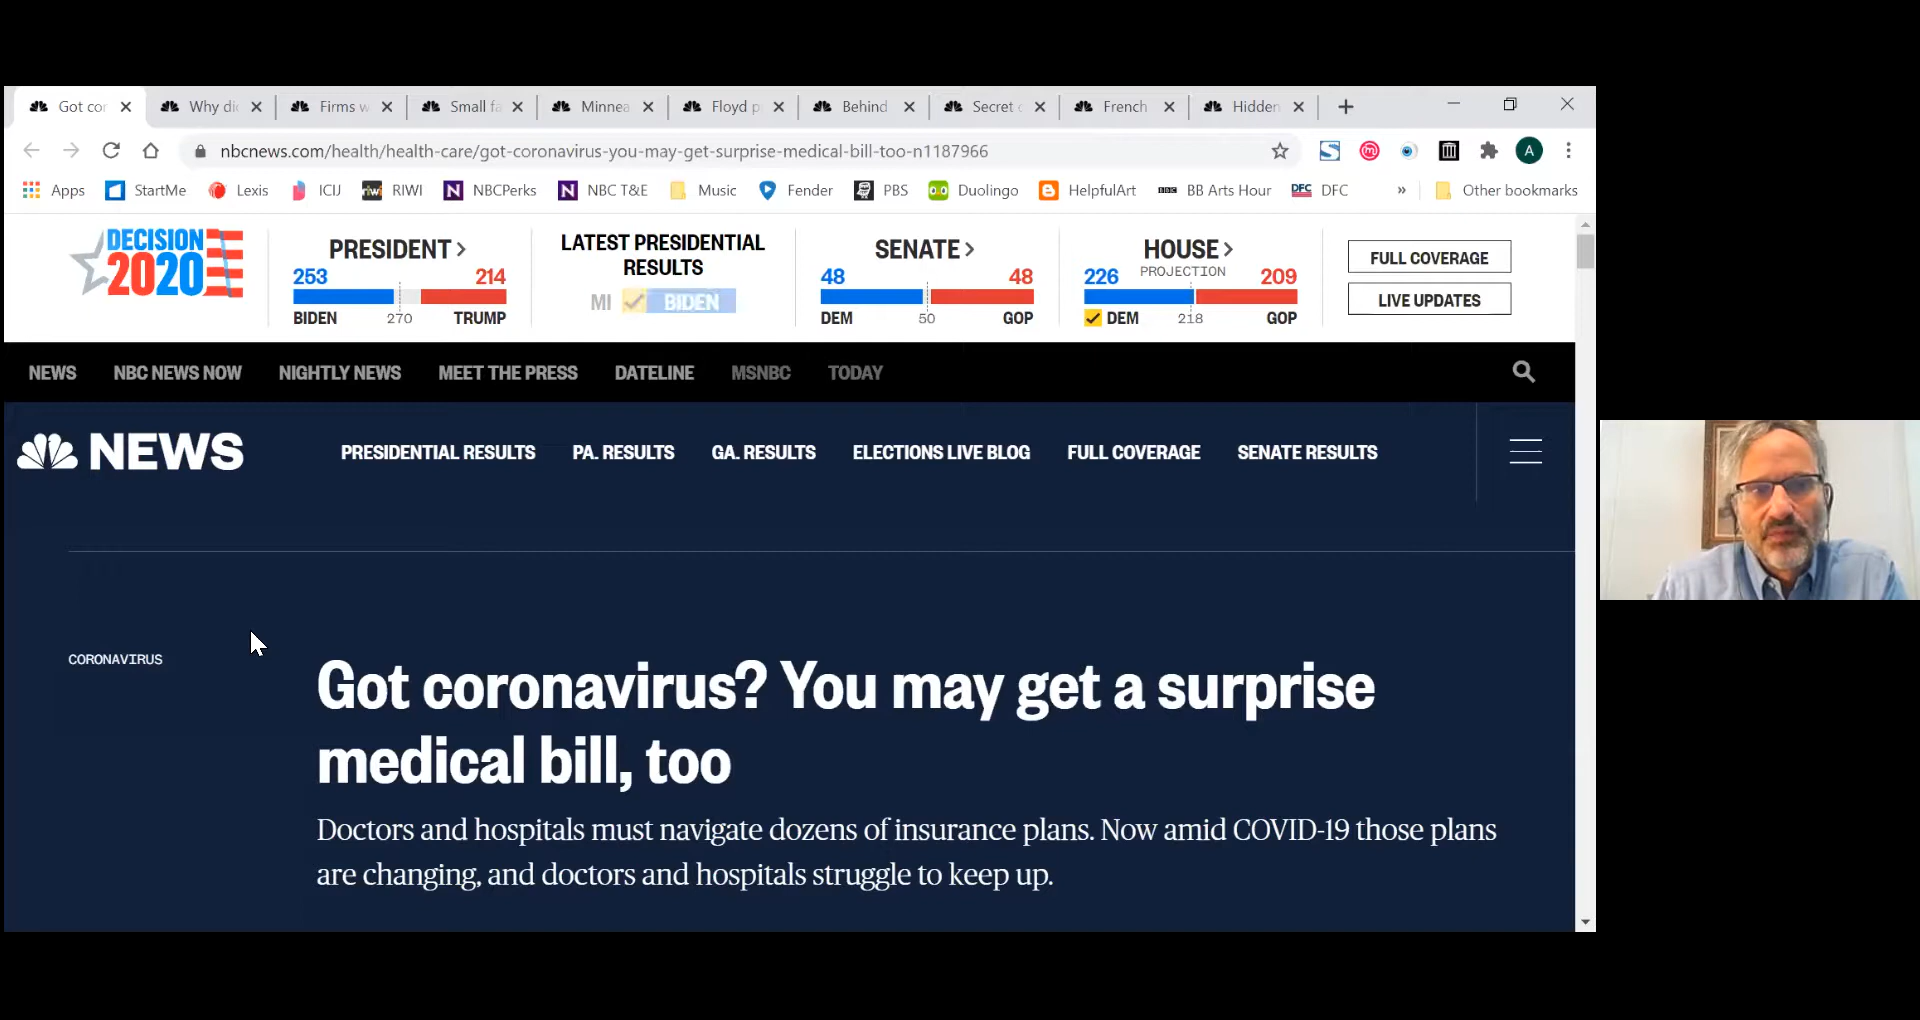 Got cor
Why di
Firms w
Small fa
Minnea
Floyd p
Behind
Secret c
French
Hidden
nbcnews.com/health/health-care/got-coronavirus-you-may-get-surprise-medical-bill-too-n1187966
A
Apps
StartMe
Lexis
ICIJ
riwi RIWI
N NBCPerks
N NBC T&E
Music
Fender
PBS
Duolingo
HelpfulArt
BBC BB Arts Hour
DFC DFC
»
Other bookmarks
DECISION
2020
PRESIDENT >
253 214
BIDEN 270 TRUMP
LATEST PRESIDENTIAL
RESULTS
MI BIDEN
SENATE >
48 48
DEM 50 GOP
HOUSE >
PROJECTION
226 209
DEM 218 GOP
FULL COVERAGE
LIVE UPDATES
NEWS NBC NEWS NOW NIGHTLY NEWS MEET THE PRESS DATELINE MSNBC TODAY
NEWS
PRESIDENTIAL RESULTS PA. RESULTS GA. RESULTS ELECTIONS LIVE BLOG FULL COVERAGE SENATE RESULTS
CORONAVIRUS
Got coronavirus? You may get a surprise
medical bill, too
Doctors and hospitals must navigate dozens of insurance plans. Now amid COVID-19 those plans
are changing, and doctors and hospitals struggle to keep up.